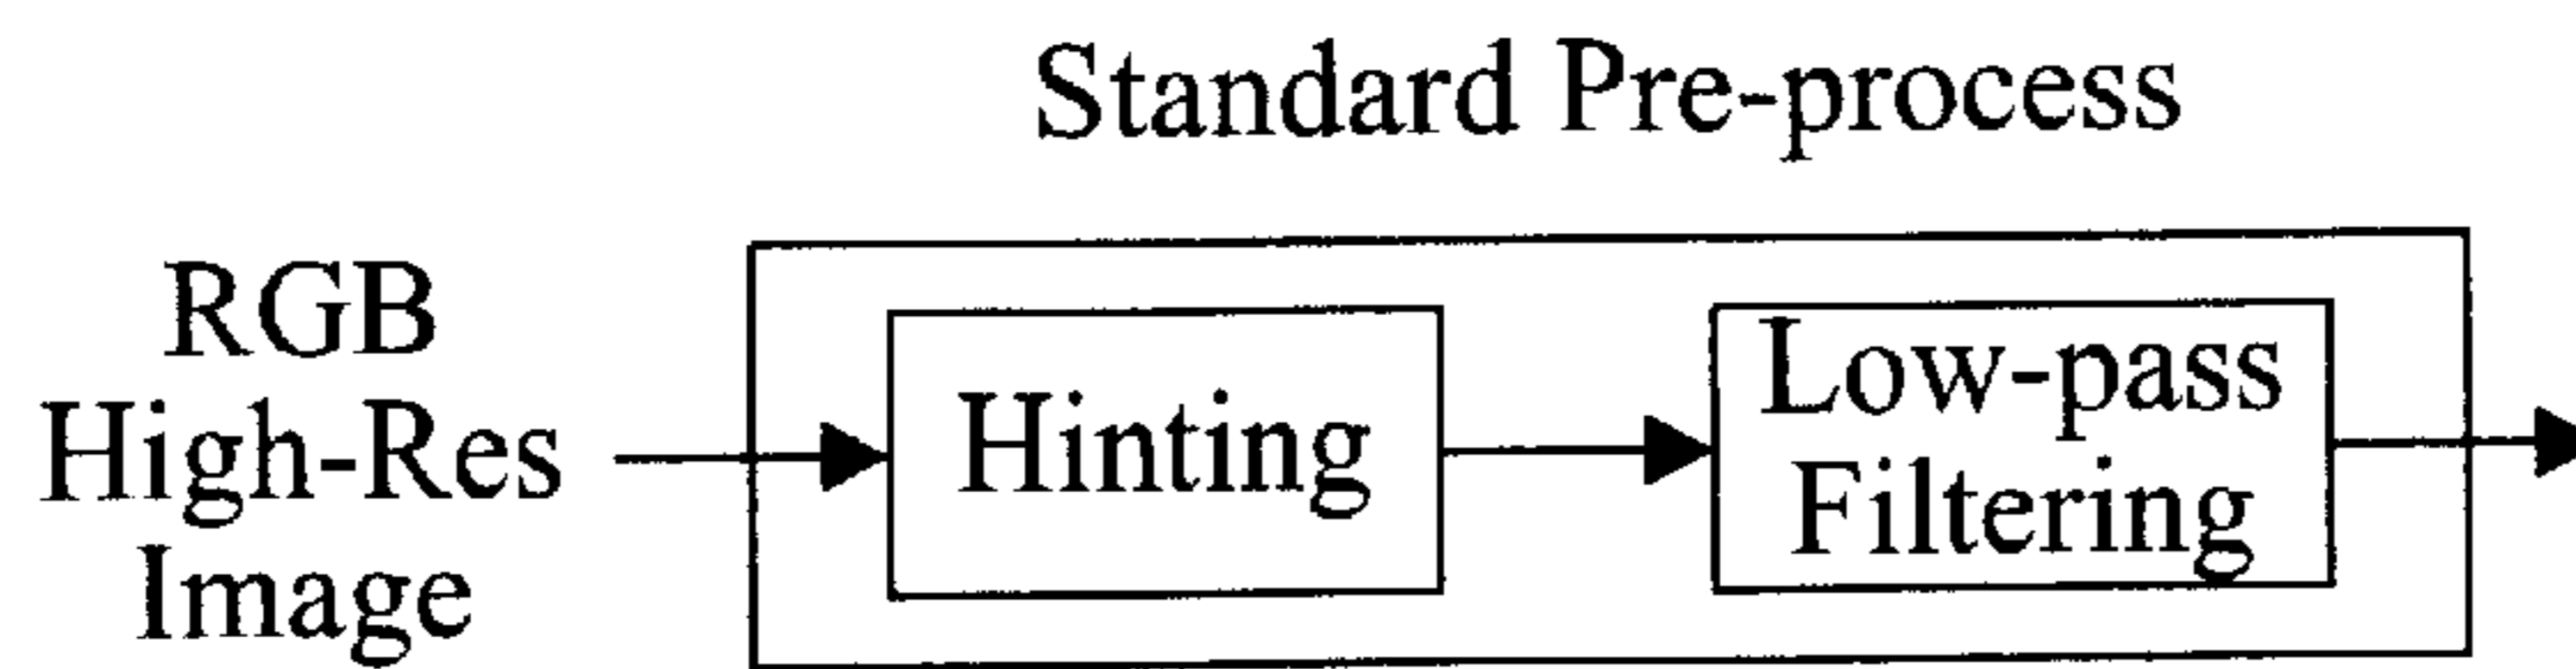 Standard Pre-process
RGB
High-Res
Image
Hinting
Low-pass
Filtering